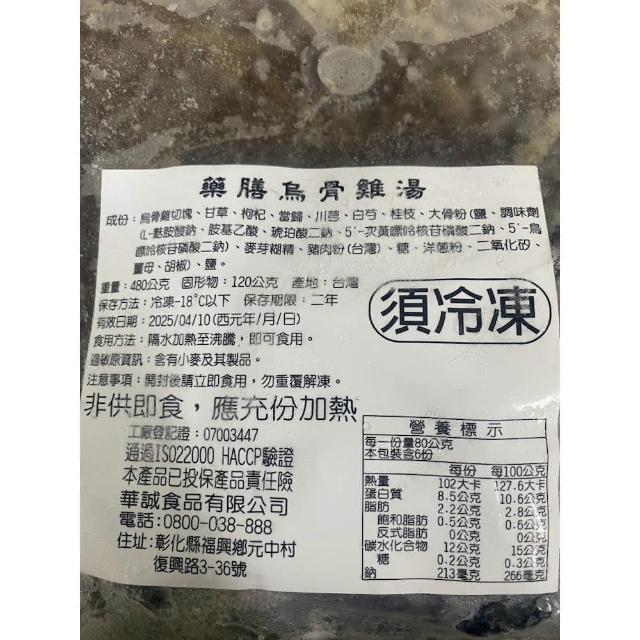 藥膳烏骨雞湯
成份：烏骨雞切塊、甘草、枸杞、當歸、川芎、白芍、桂枝、大骨粉(鹽、調味劑
(L-麩胺酸鈉、胺基乙酸、琥珀酸二鈉、5'-次黃嘌呤核苷磷酸二鈉、5'-鳥
嘌呤核苷磷酸二鈉)、麥芽糊精、豬肉粉(台灣)、糖、洋蔥粉、二氧化矽、
薑母、胡椒)、鹽。
重量：480公克 固形物：120公克 產地：台灣
保存方法：冷凍-18°C以下 保存期限：二年
有效日期：2025/04/10(西元年/月/日)
食用方法：隔水加熱至沸騰，即可食用。
過敏原資訊：含有小麥及其製品。
注意事項：開封後請立即食用，勿重覆解凍。
須冷凍
非供即食，應充份加熱
工廠登記證：07003447
通過ISO22000 HACCP驗證
本產品已投保產品責任險
華誠食品有限公司
電話:0800-038-888
住址:彰化縣福興鄉元中村
復興路3-36號
營養標示
每一份量80公克
本包裝含6份
每份 每100公克
熱量 102大卡 127.6大卡
蛋白質 8.5公克 10.6公克
脂肪 2.2公克 2.8公克
飽和脂肪 0.5公克 0.6公克
反式脂肪 0公克 0公克
碳水化合物 12公克 15公克
糖 0.2公克 0.3公克
鈉 213毫克 266毫克